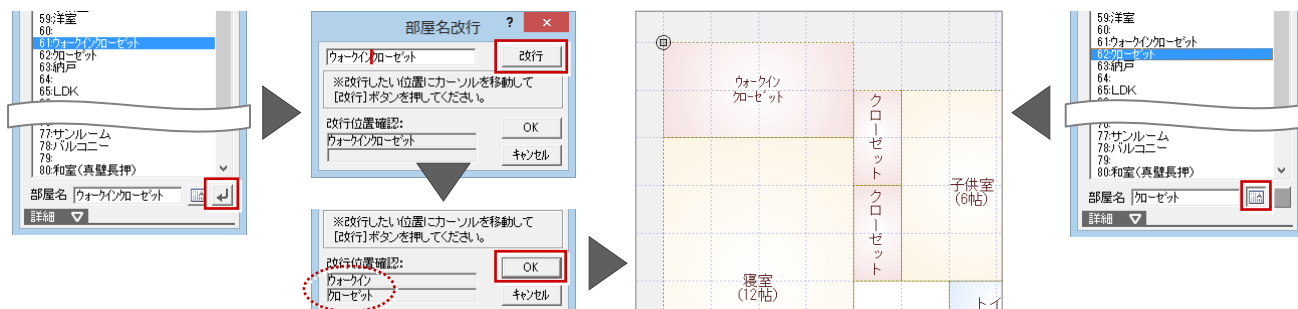 59:洋室
60:
61:ウォークインクローゼット
62:クローゼット
63:納戸
64:
65:LDK
77:サンルーム
78:バルコニー
79:
80:和室(真壁長押)
部屋名 ウォークインクローゼット
詳細 ▽
部屋名改行 ? ×
ウォークインクローゼット 改行
※改行したい位置にカーソルを移動して
[改行]ボタンを押してください。
改行位置確認:
ウォークインクローゼット
OK
キャンセル
※改行したい位置にカーソルを移動して
[改行]ボタンを押してください。
改行位置確認:
ウォークイン
クローゼット
OK
キャンセル
ウォークイン
クローゼット
クローゼット
クローゼット
子供室
(6帖)
寝室
(12帖)
トイ
59:洋室
60:
61:ウォークインクローゼット
62:クローゼット
63:納戸
64:
65:LDK
77:サンルーム
78:バルコニー
79:
80:和室(真壁長押)
部屋名 クローゼット
詳細 ▽